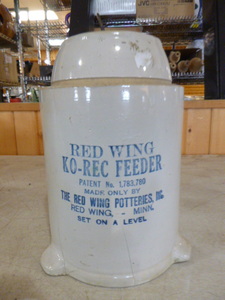 RED WING
KO-REC FEEDER
PATENT No. 1,763,780
MADE ONLY BY
THE RED WING POTTERIES, INC.
RED WING, - MINN.
SET ON A LEVEL